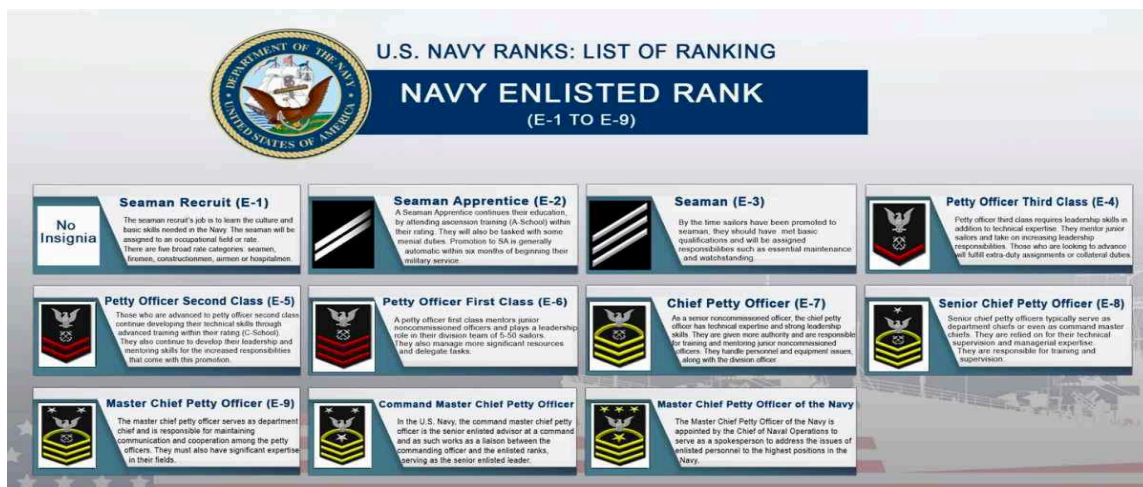 DEPARTMENT OF THE NAVY
UNITED STATES OF AMERICA
U.S. NAVY RANKS: LIST OF RANKING
NAVY ENLISTED RANK
(E-1 TO E-9)
No
Insignia
Seaman Recruit (E-1)
The seaman recruit's job is to learn the culture and
basic skills needed in the Navy. The seaman will be
assigned to an occupational field or rate.
There are five broad rate categories: seamen,
firemen, constructionmen, airmen or hospitalmen.
Seaman Apprentice (E-2)
A Seaman Apprentice continues their education,
by attending ascension training (A-School) within
their rating. They will also be tasked with some
menial duties. Promotion to SA is generally
automatic within six months of beginning their
military service.
Seaman (E-3)
By the time sailors have been promoted to
seaman, they should have met basic
qualifications and will be assigned
responsibilities such as essential maintenance
and watchstanding.
Petty Officer Third Class (E-4)
Petty officer third class requires leadership skills in
addition to technical expertise. They mentor junior
sailors and take on increasing leadership
responsibilities. Those who are looking to advance
will fulfill extra-duty assignments or collateral duties.
Petty Officer Second Class (E-5)
Those who are advanced to petty officer second class
continue developing their technical skills through
advanced training within their rating (C-School).
They also continue to develop their leadership and
mentoring skills for the increased responsibilities
that come with this promotion.
Petty Officer First Class (E-6)
A petty officer first class mentors junior
noncommissioned officers and plays a leadership
role in their division team of 5-50 sailors.
They also manage more significant resources
and delegate tasks.
Chief Petty Officer (E-7)
As a senior noncommissioned officer, the chief petty
officer has technical expertise and strong leadership
skills. They are given more authority and are responsible
for training and mentoring junior noncommissioned
officers. They handle personnel and equipment issues,
along with the division officer.
Senior Chief Petty Officer (E-8)
Senior chief petty officers typically serve as
department chiefs or even as command master
chiefs. They are relied on for their technical
supervision and managerial expertise.
They are responsible for training and
supervision.
Master Chief Petty Officer (E-9)
The master chief petty officer serves as department
chief and is responsible for maintaining
communication and cooperation among the petty
officers. They must also have significant expertise
in their fields.
Command Master Chief Petty Officer
In the U.S. Navy, the command master chief petty
officer is the senior enlisted advisor at a command
and as such works as a liaison between the
commanding officer and the enlisted ranks,
serving as the senior enlisted leader.
Master Chief Petty Officer of the Navy
The Master Chief Petty Officer of the Navy is
appointed by the Chief of Naval Operations to
serve as a spokesperson to address the issues of
enlisted personnel to the highest positions in the
Navy.